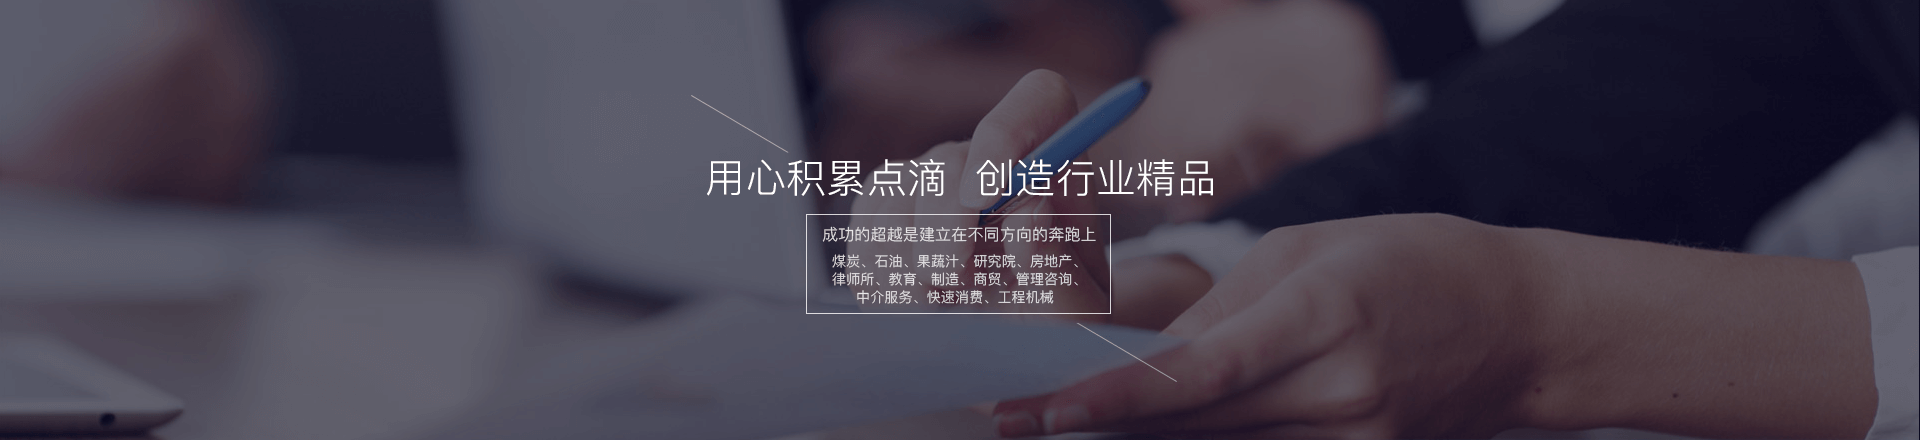 用心积累点滴 创造行业精品
成功的超越是建立在不同方向的奔跑上
煤炭、石油、果蔬汁、研究院、房地产、
律师所、教育、制造、商贸、管理咨询、
中介服务、快速消费、工程机械